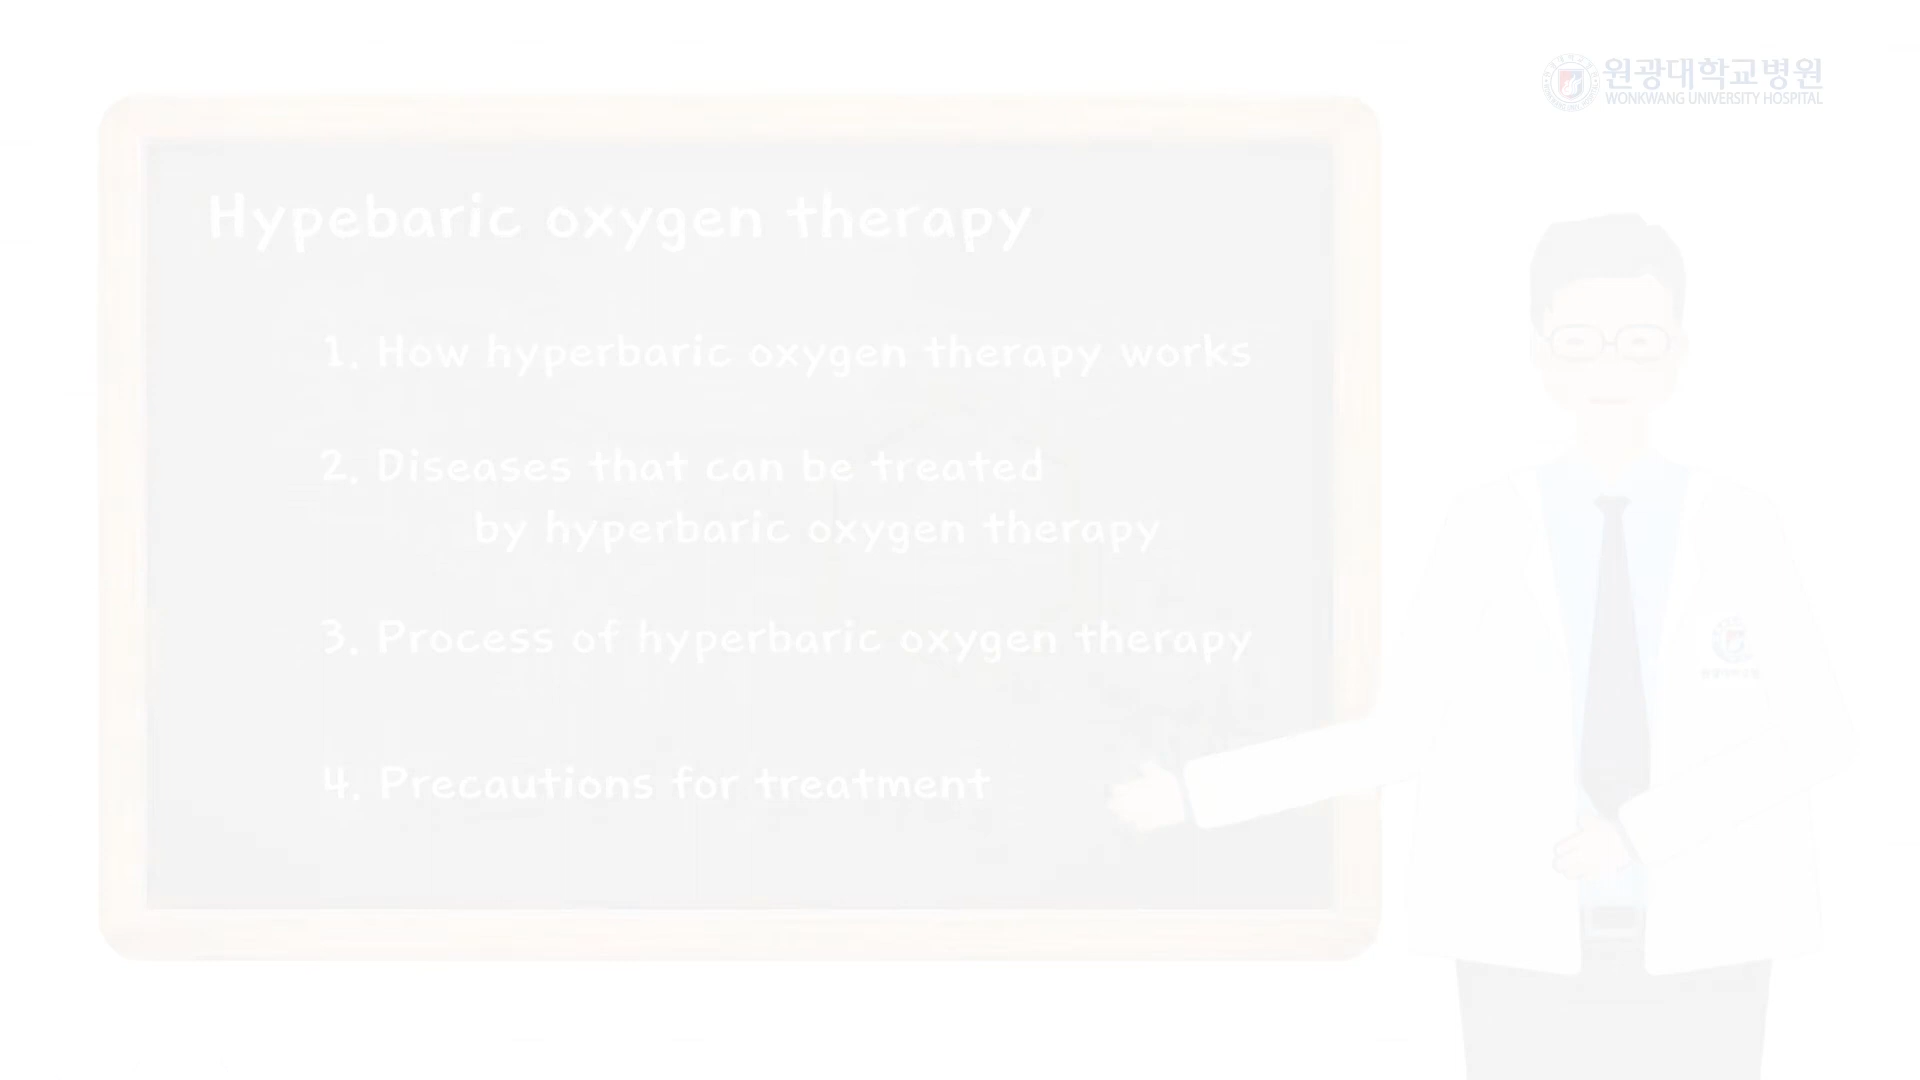 원광대학교병원
WONKWANG UNIVERSITY HOSPITAL
Hypebaric oxygen therapy
1. How hyperbaric oxygen therapy works
2. Diseases that can be treated
by hyperbaric oxygen therapy
3. Process of hyperbaric oxygen therapy
4. Precautions for treatment